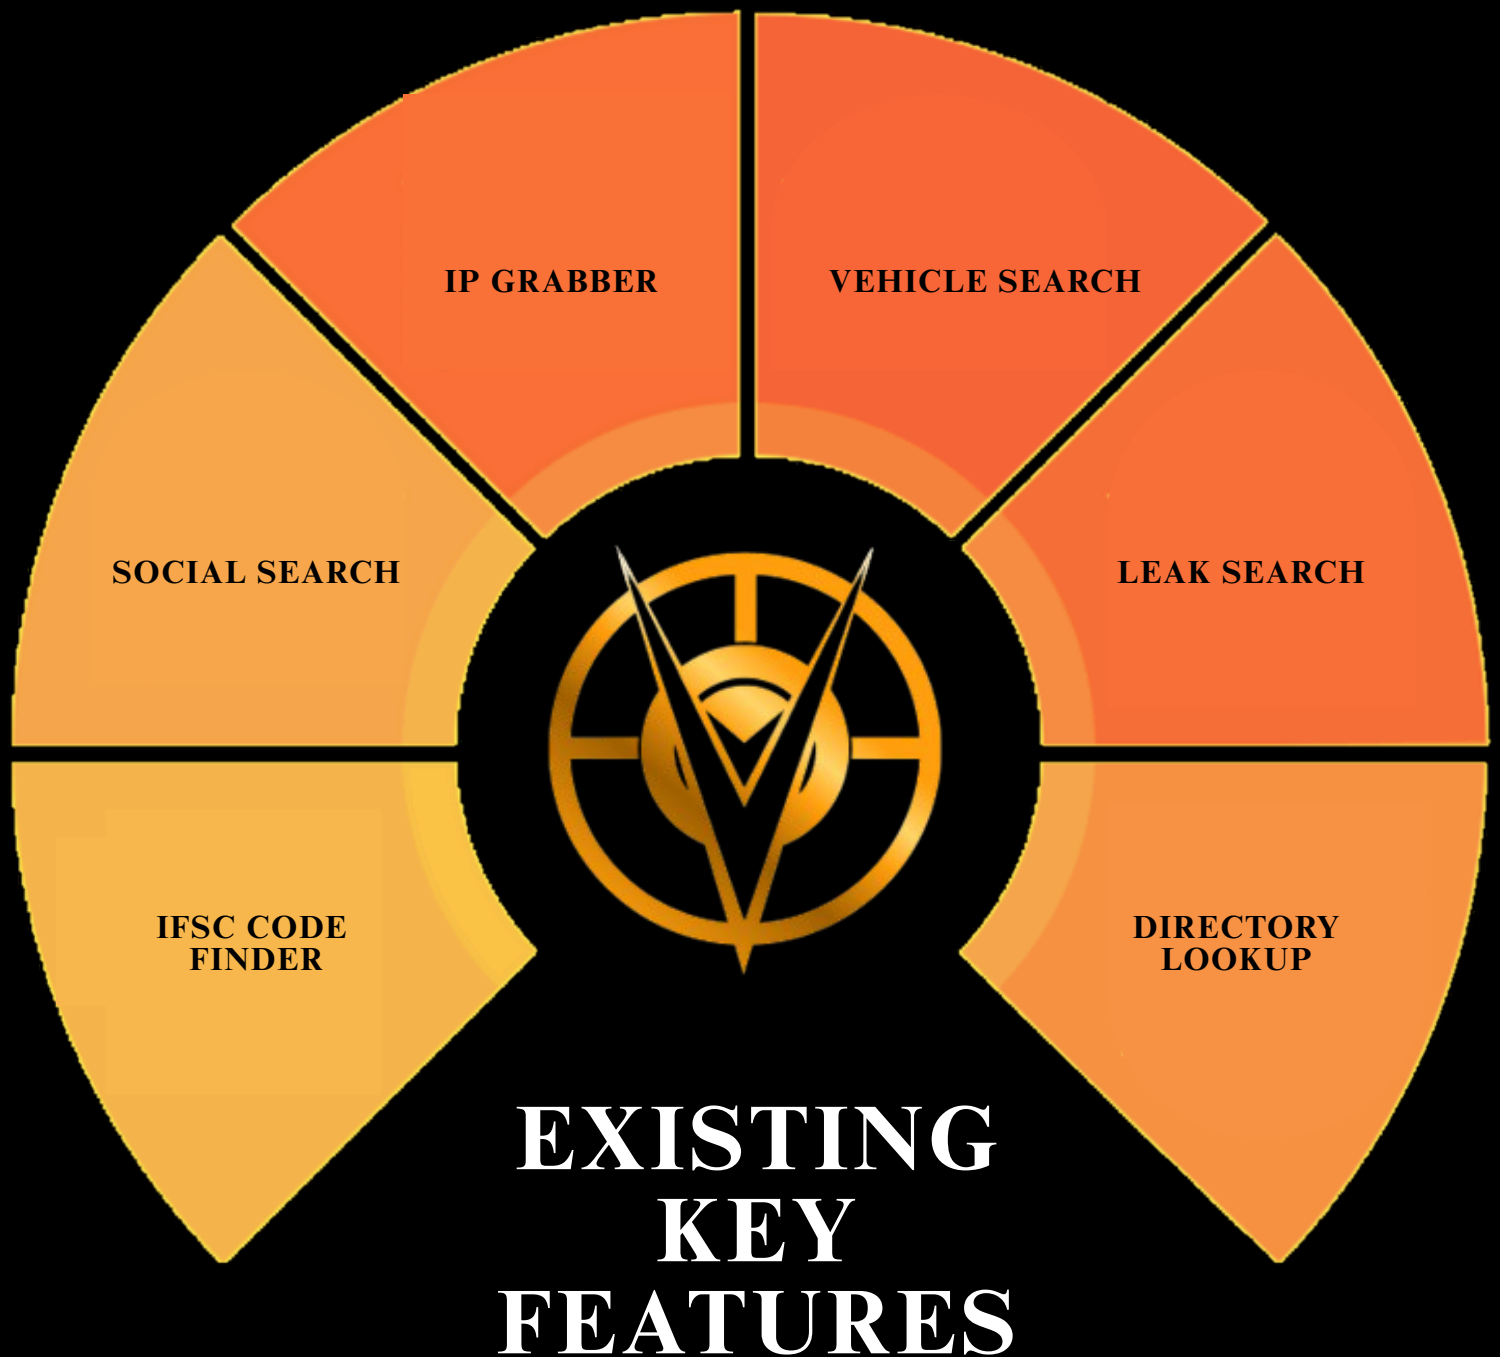 IP GRABBER
VEHICLE SEARCH
SOCIAL SEARCH
LEAK SEARCH
IFSC CODE
FINDER
DIRECTORY
LOOKUP
EXISTING
KEY
FEATURES